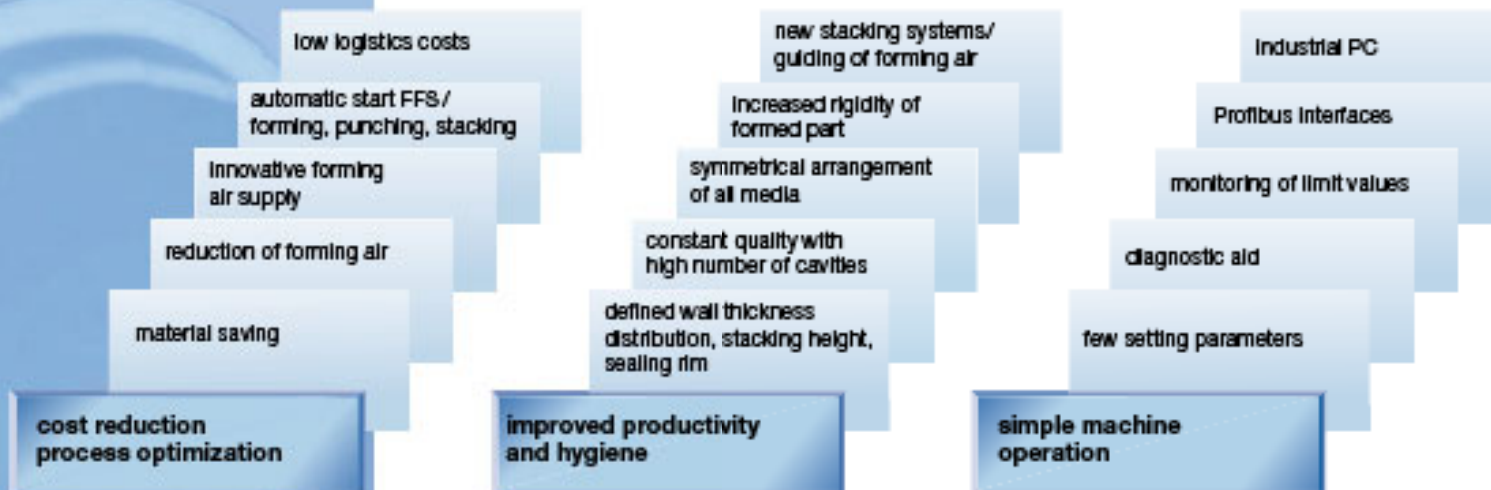 low logistics costs
automatic start FFS/
forming, punching, stacking
innovative forming
air supply
reduction of forming air
material saving
cost reduction
process optimization
new stacking systems/
guiding of forming air
increased rigidity of
formed part
symmetrical arrangement
of all media
constant quality with
high number of cavities
defined wall thickness
distribution, stacking height,
sealing rim
improved productivity
and hygiene
industrial PC
Profibus interfaces
monitoring of limit values
diagnostic aid
few setting parameters
simple machine
operation